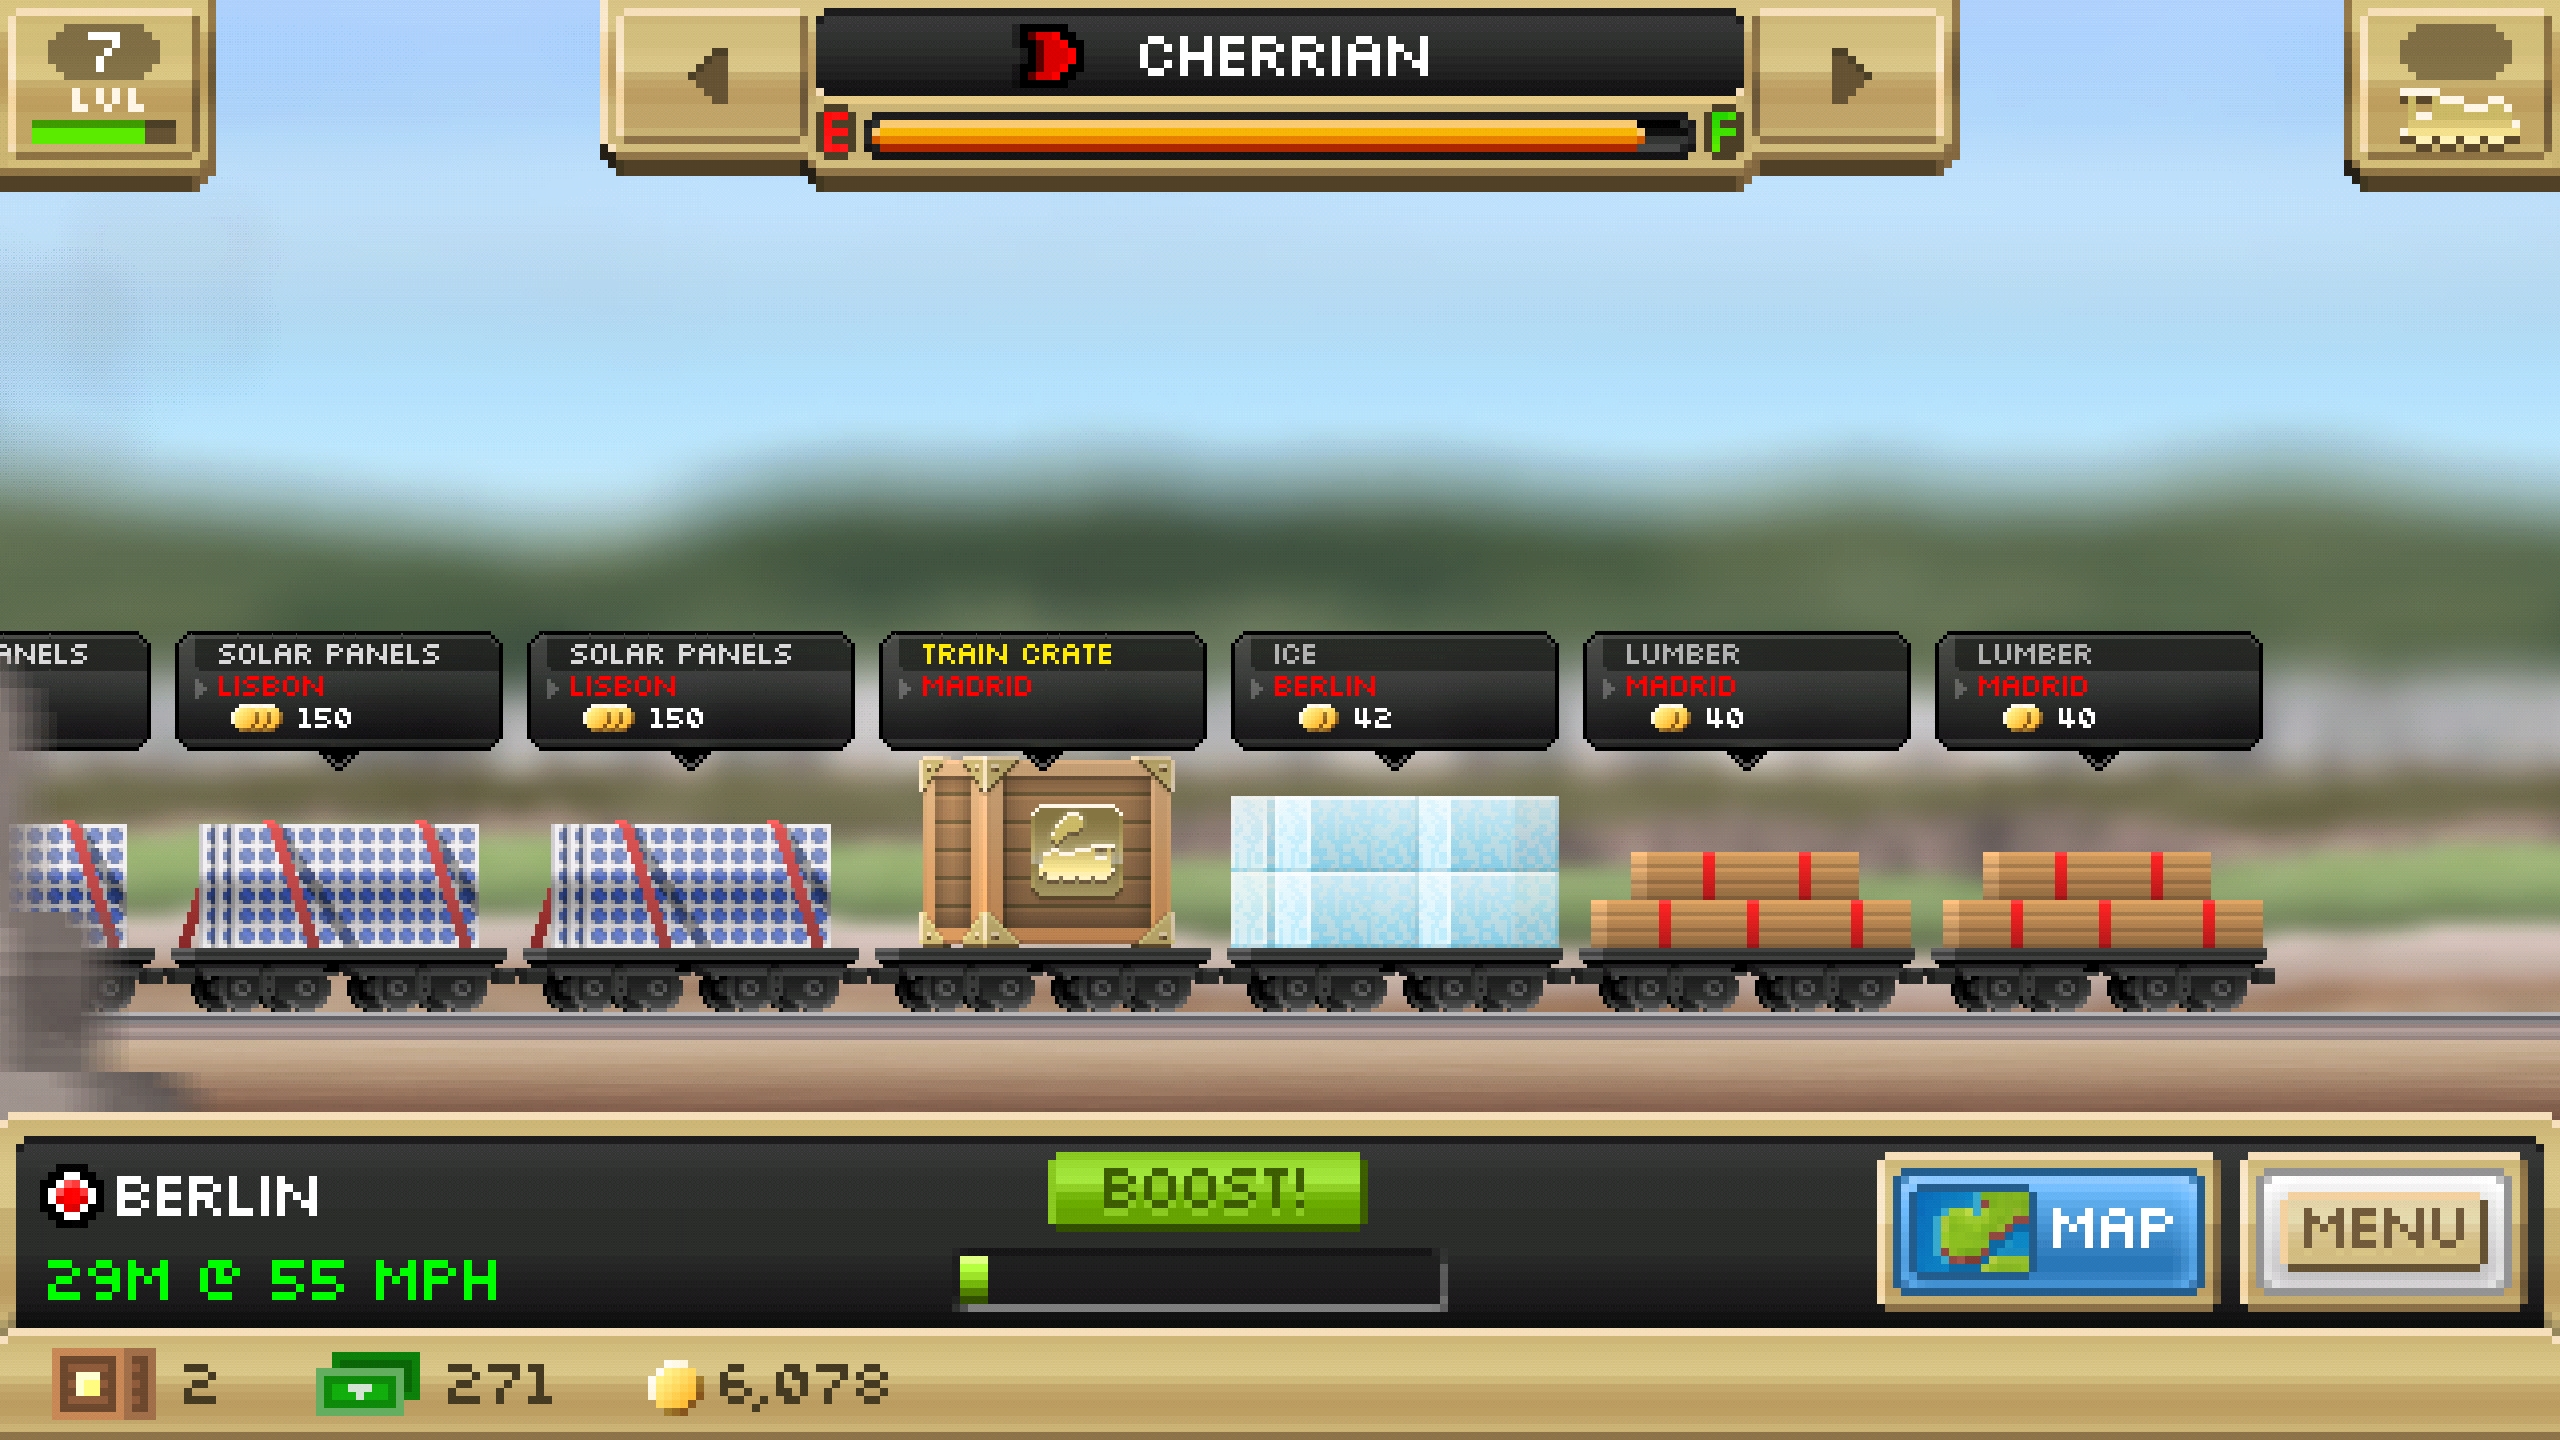 7
LVL
CHERRIAN
E
F
ANELS
SOLAR PANELS
LISBON
150
SOLAR PANELS
LISBON
150
TRAIN CRATE
MADRID
ICE
BERLIN
42
LUMBER
MADRID
40
LUMBER
MADRID
40
BERLIN
29M @ 55 MPH
BOOST!
MAP
MENU
2
271
6,078